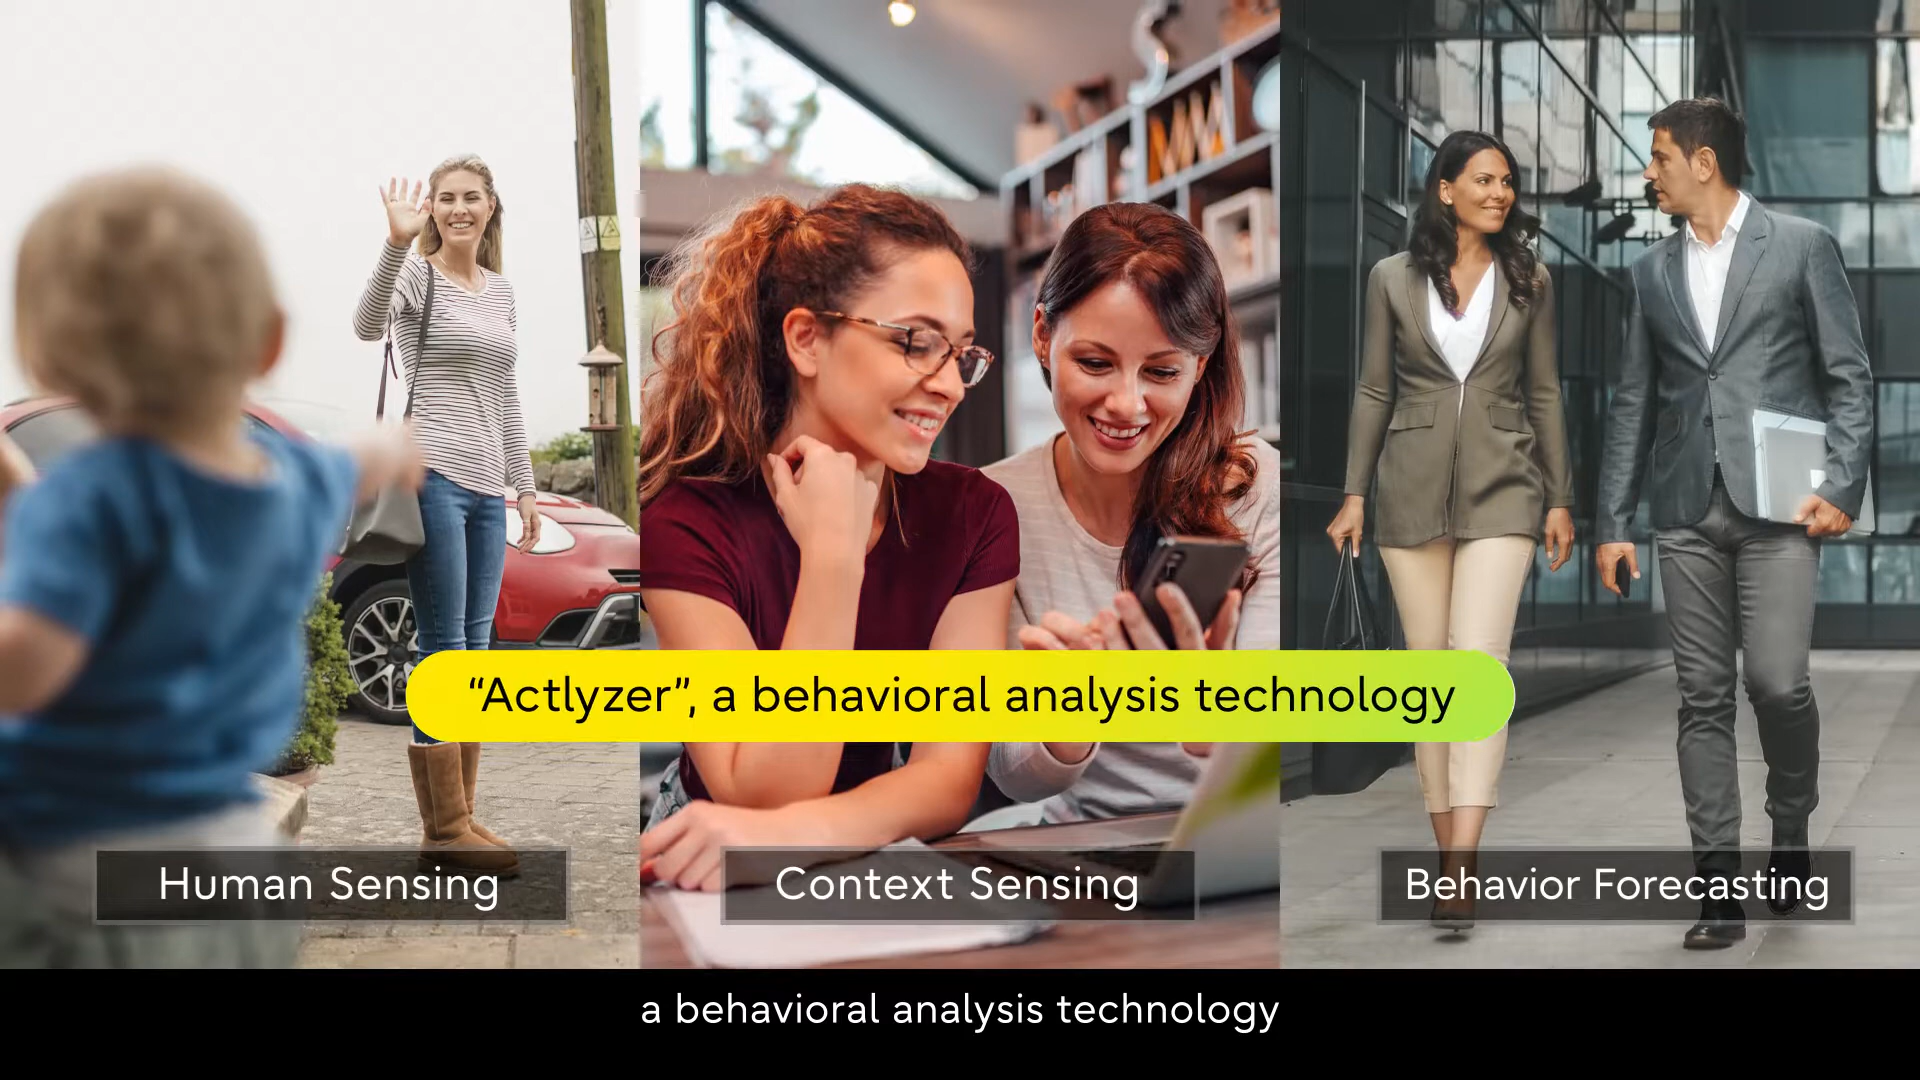 “Actlyzer”, a behavioral analysis technology
Human Sensing
Context Sensing
Behavior Forecasting
a behavioral analysis technology